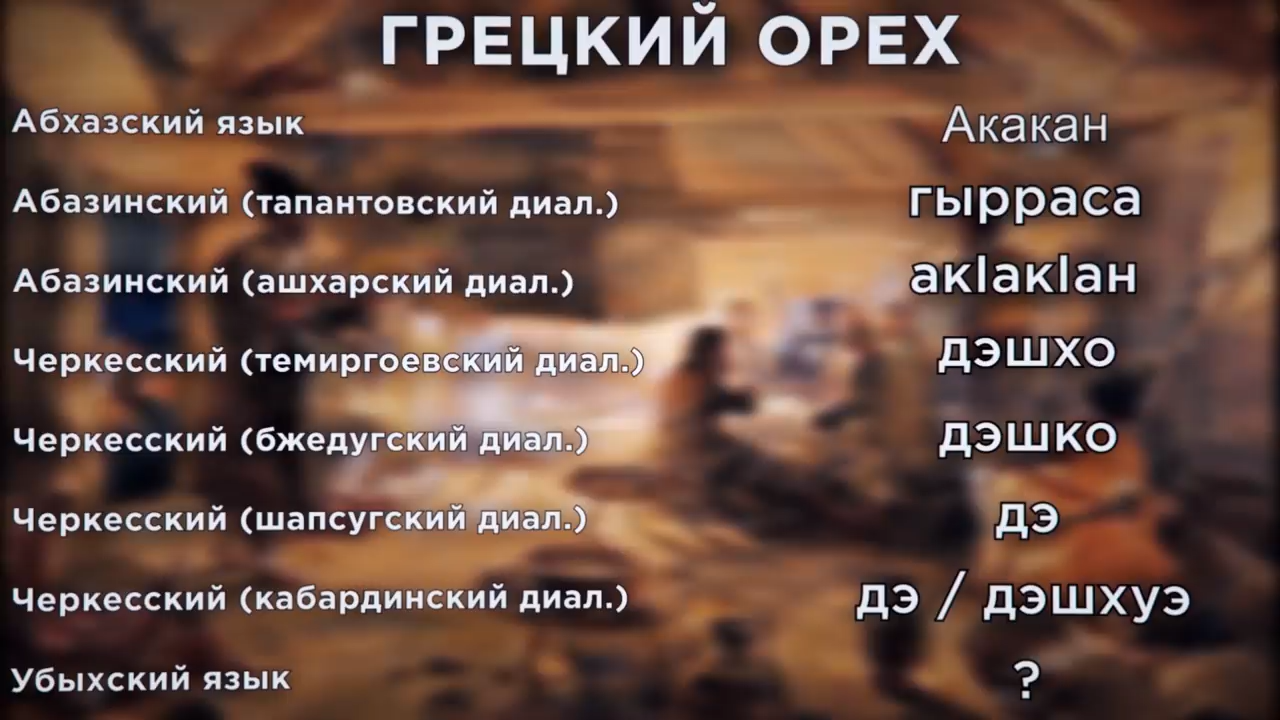 ГРЕЦКИЙ ОРЕХ
Абхазский язык Акакан
Абазинский (тапантовский диал.) гырраса
Абазинский (ашхарский диал.) акӀакӀан
Черкесский (темиргоевский диал.) дэшхо
Черкесский (бжедугский диал.) дэшко
Черкесский (шапсугский диал.) дэ
Черкесский (кабардинский диал.) дэ / дэшхуэ
Убыхский язык ?